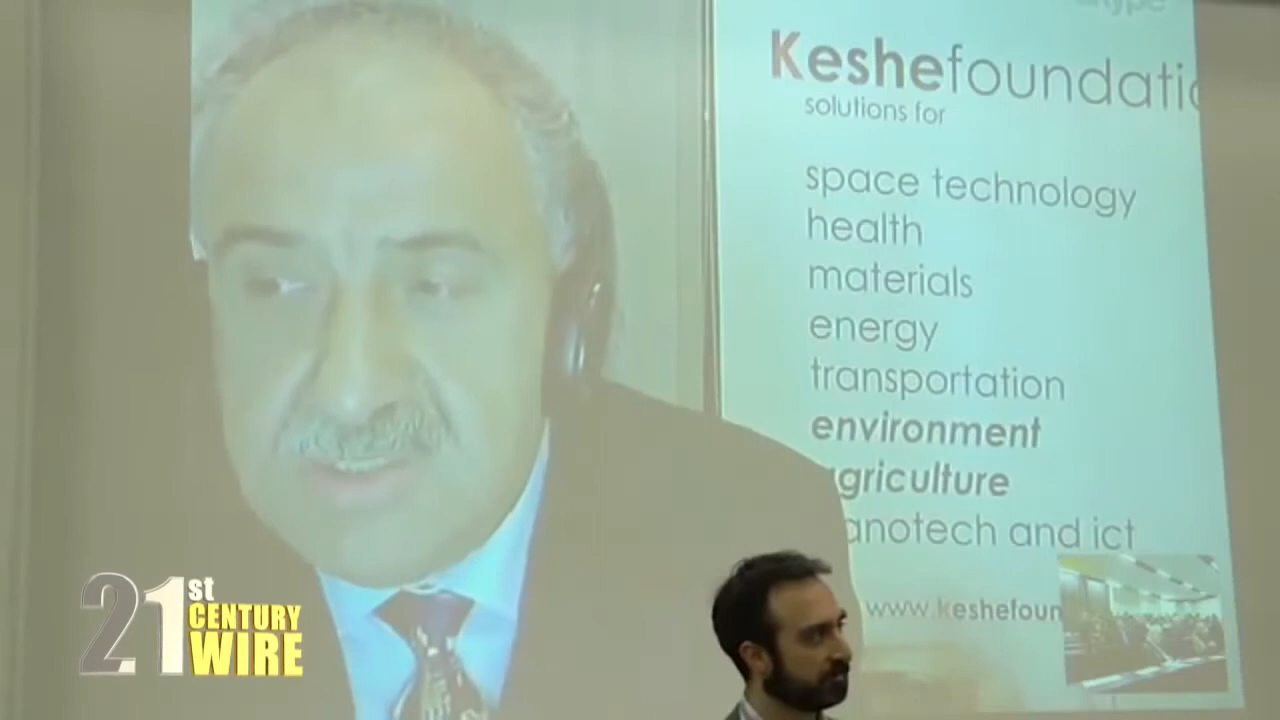 Keshefoundatio
solutions for
space technology
health
materials
energy
transportation
environment
griculture
anotech and ict
www.keshefoun
21st
CENTURY
WIRE